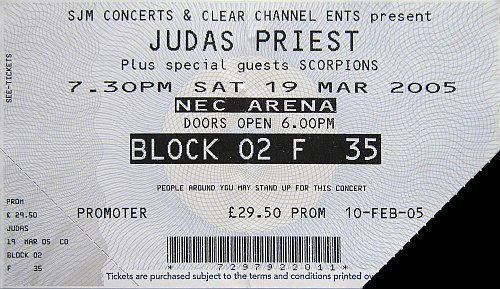 SJM CONCERTS & CLEAR CHANNEL ENTS present
JUDAS PRIEST
Plus special guests SCORPIONS
7.30PM SAT 19 MAR 2005
NEC ARENA
DOORS OPEN 6.00PM
BLOCK 02 F 35
PEOPLE AROUND YOU MAY STAND UP FOR THIS CONCERT
PROMOTER £29.50 PROM 10-FEB-05
* 7297922011 *
Tickets are purchased subject to the terms and conditions printed ov
SEE-TICKETS
PROM
£ 29.50
JUDAS
19 MAR 05 CO
BLOCK 02
F 35